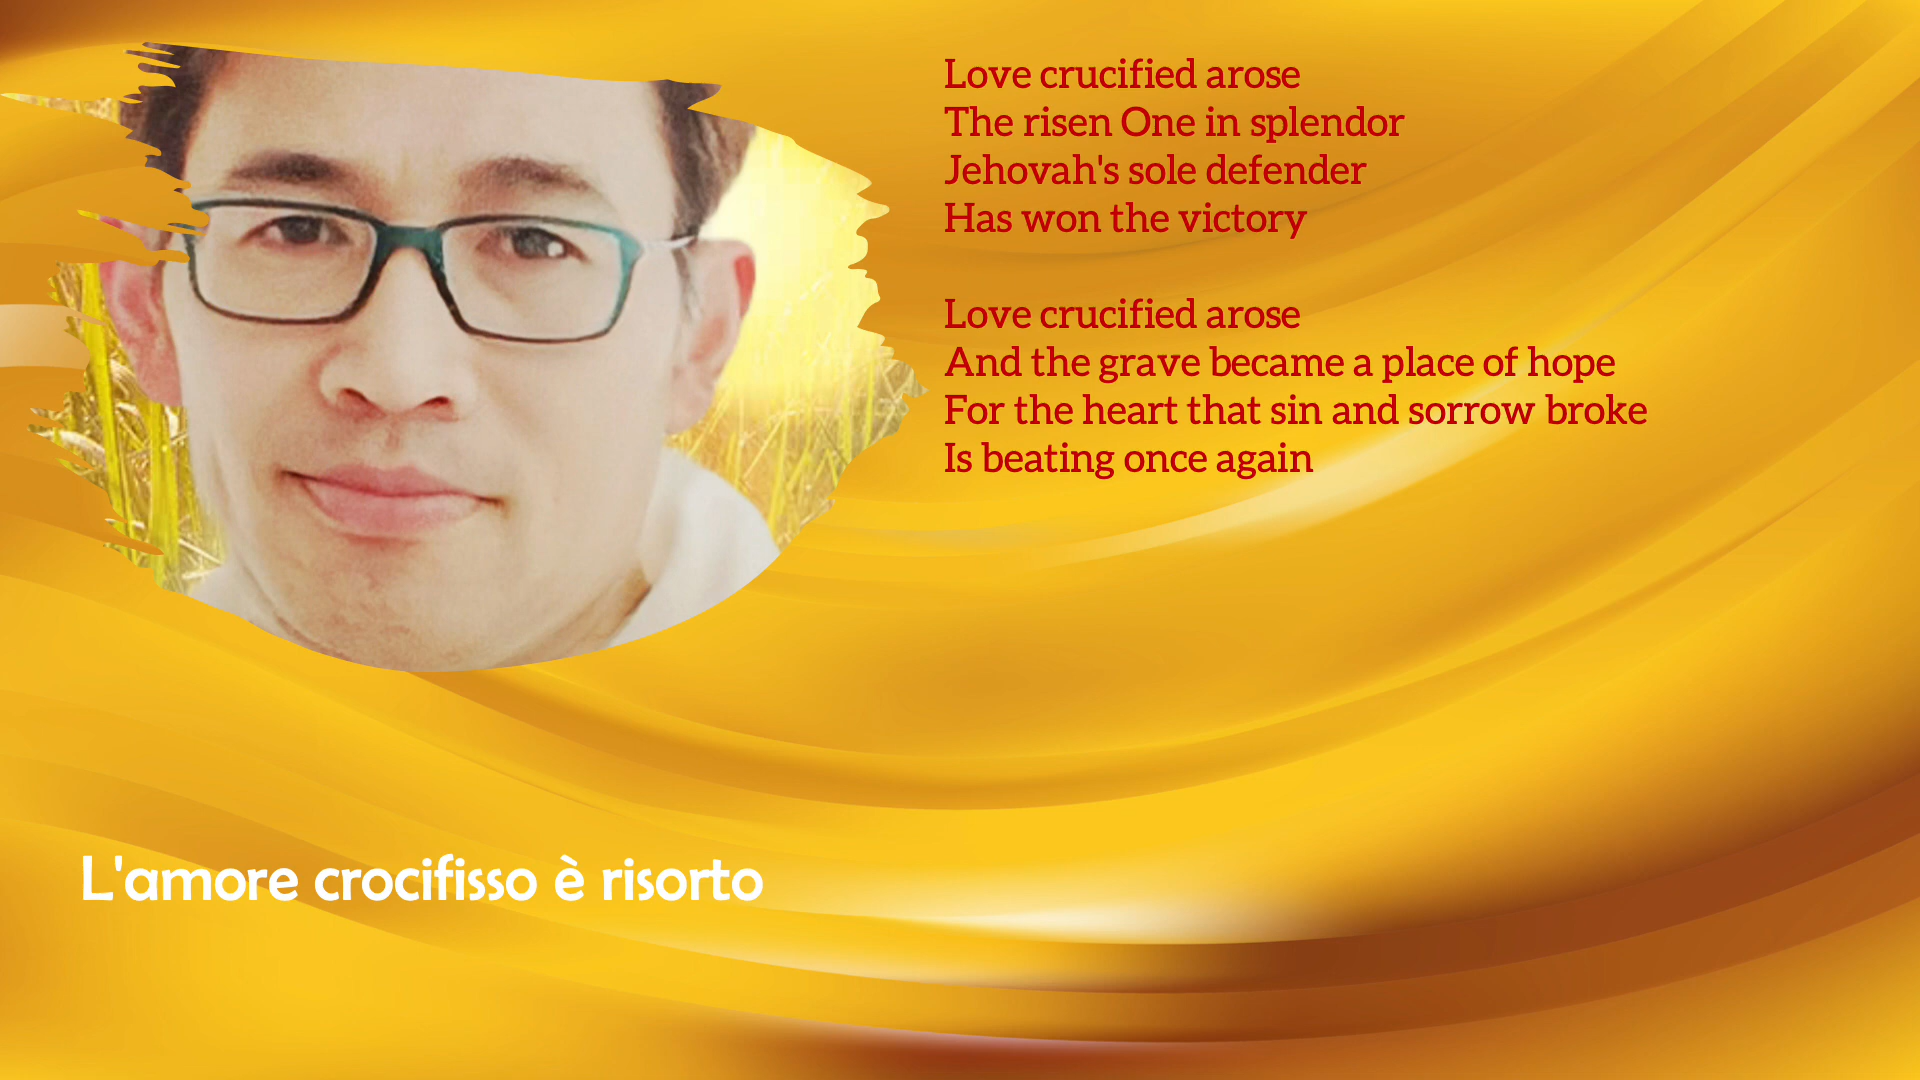 Love crucified arose
The risen One in splendor
Jehovah's sole defender
Has won the victory
Love crucified arose
And the grave became a place of hope
For the heart that sin and sorrow broke
Is beating once again
L'amore crocifisso è risorto